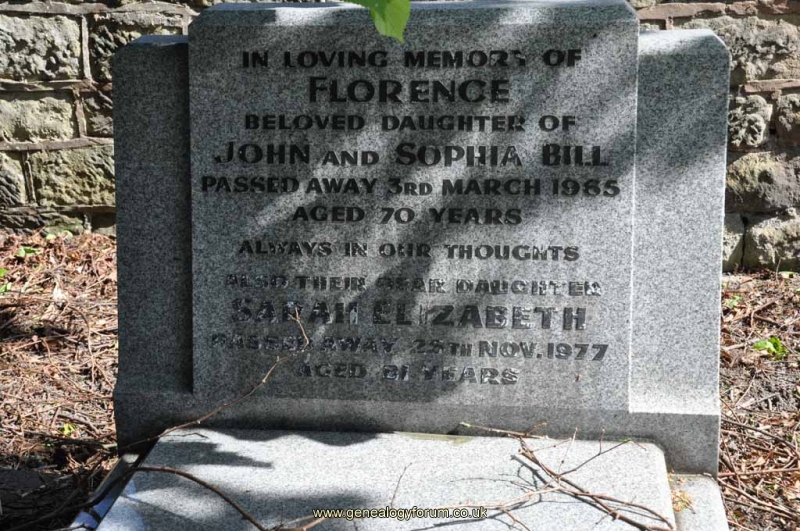 IN LOVING MEMORY OF
FLORENCE
BELOVED DAUGHTER OF
JOHN AND SOPHIA BILL
PASSED AWAY 3RD MARCH 1965
AGED 70 YEARS
ALWAYS IN OUR THOUGHTS
ALSO THEIR DEAR DAUGHTER
SARAH ELIZABETH
PASSED AWAY NOV. 1977
AGED 81 YEARS
www.genealogyforum.co.uk